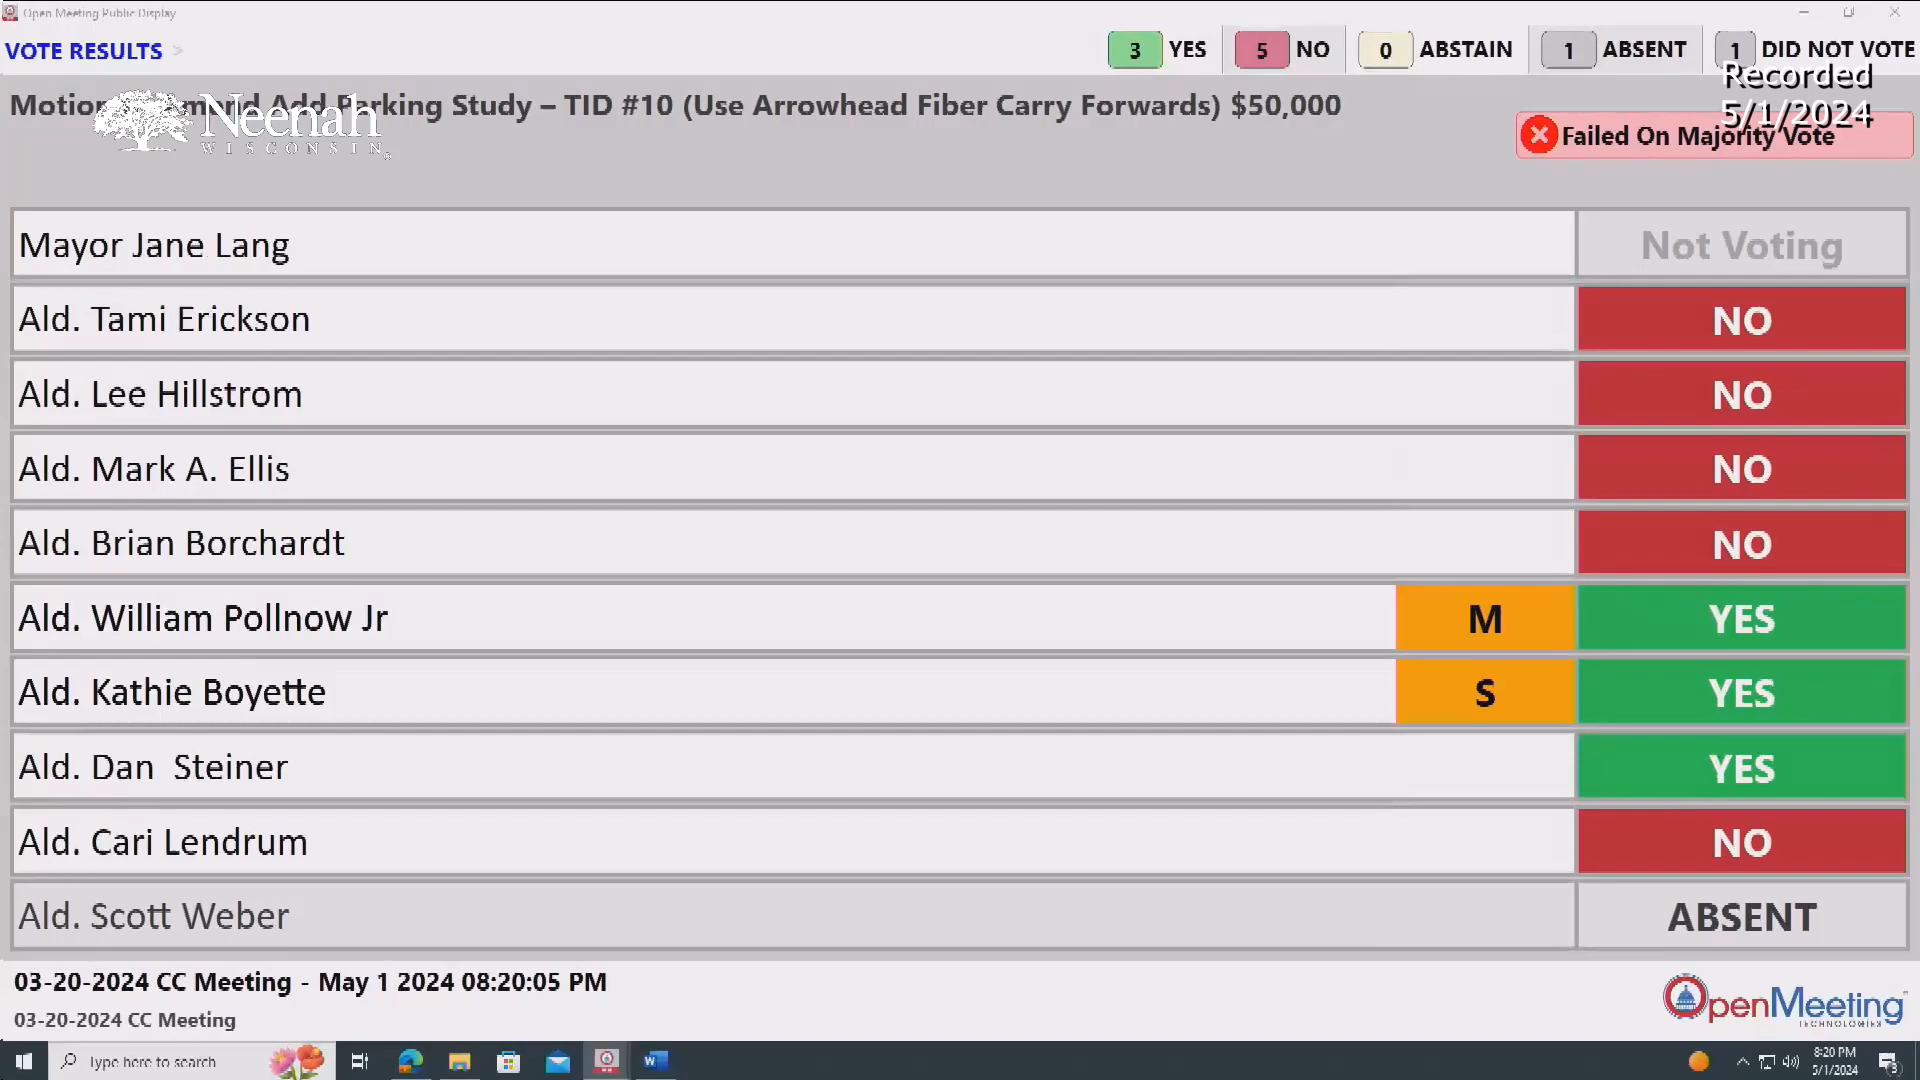 Open Meeting Public Display
VOTE RESULTS >
3 YES 5 NO 0 ABSTAIN 1 ABSENT 1 DID NOT VOTE
Recorded
5/1/2024
Add Parking Study – TID #10 (Use Arrowhead Fiber Carry Forwards) $50,000
Neenah
WISCONSIN
Failed On Majority Vote
Mayor Jane Lang Not Voting
Ald. Tami Erickson NO
Ald. Lee Hillstrom NO
Ald. Mark A. Ellis NO
Ald. Brian Borchardt NO
Ald. William Pollnow Jr M YES
Ald. Kathie Boyette S YES
Ald. Dan Steiner YES
Ald. Cari Lendrum NO
Ald. Scott Weber ABSENT
03-20-2024 CC Meeting - May 1 2024 08:20:05 PM
03-20-2024 CC Meeting
OpenMeeting
TECHNOLOGIES
Type here to search
8:20 PM
5/1/2024
3